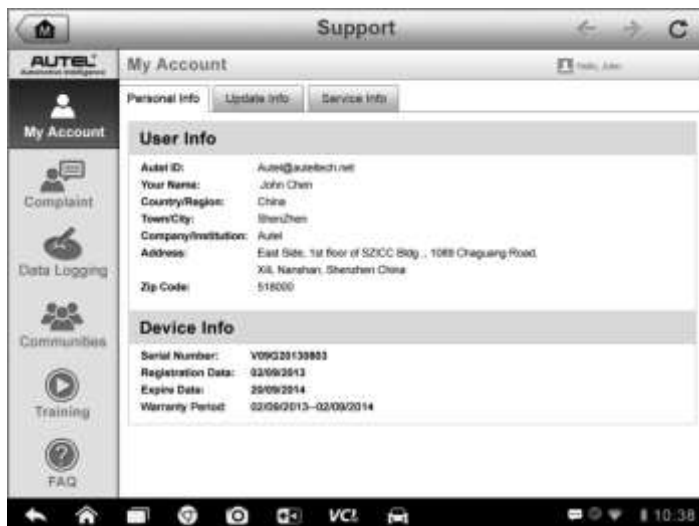 Support
AUTEL
My Account
Personal Info
Update Info
Service Info
My Account
User Info
Autel ID: Autel@auteltech.net
Your Name: John Chen
Country/Region: China
Town/City: ShenZhen
Company/Institution: Autel
Address: East Side, 1st floor of SZICC Bldg ., 1089 Chaguang Road,
Xili, Nanshan, Shenzhen China
Zip Code: 518000
Complaint
Data Logging
Communities
Training
FAQ
Device Info
Serial Number: V09G20130803
Registration Data: 02/09/2013
Expire Data: 20/09/2014
Warranty Period: 02/09/2013--02/09/2014
VCI
10:38